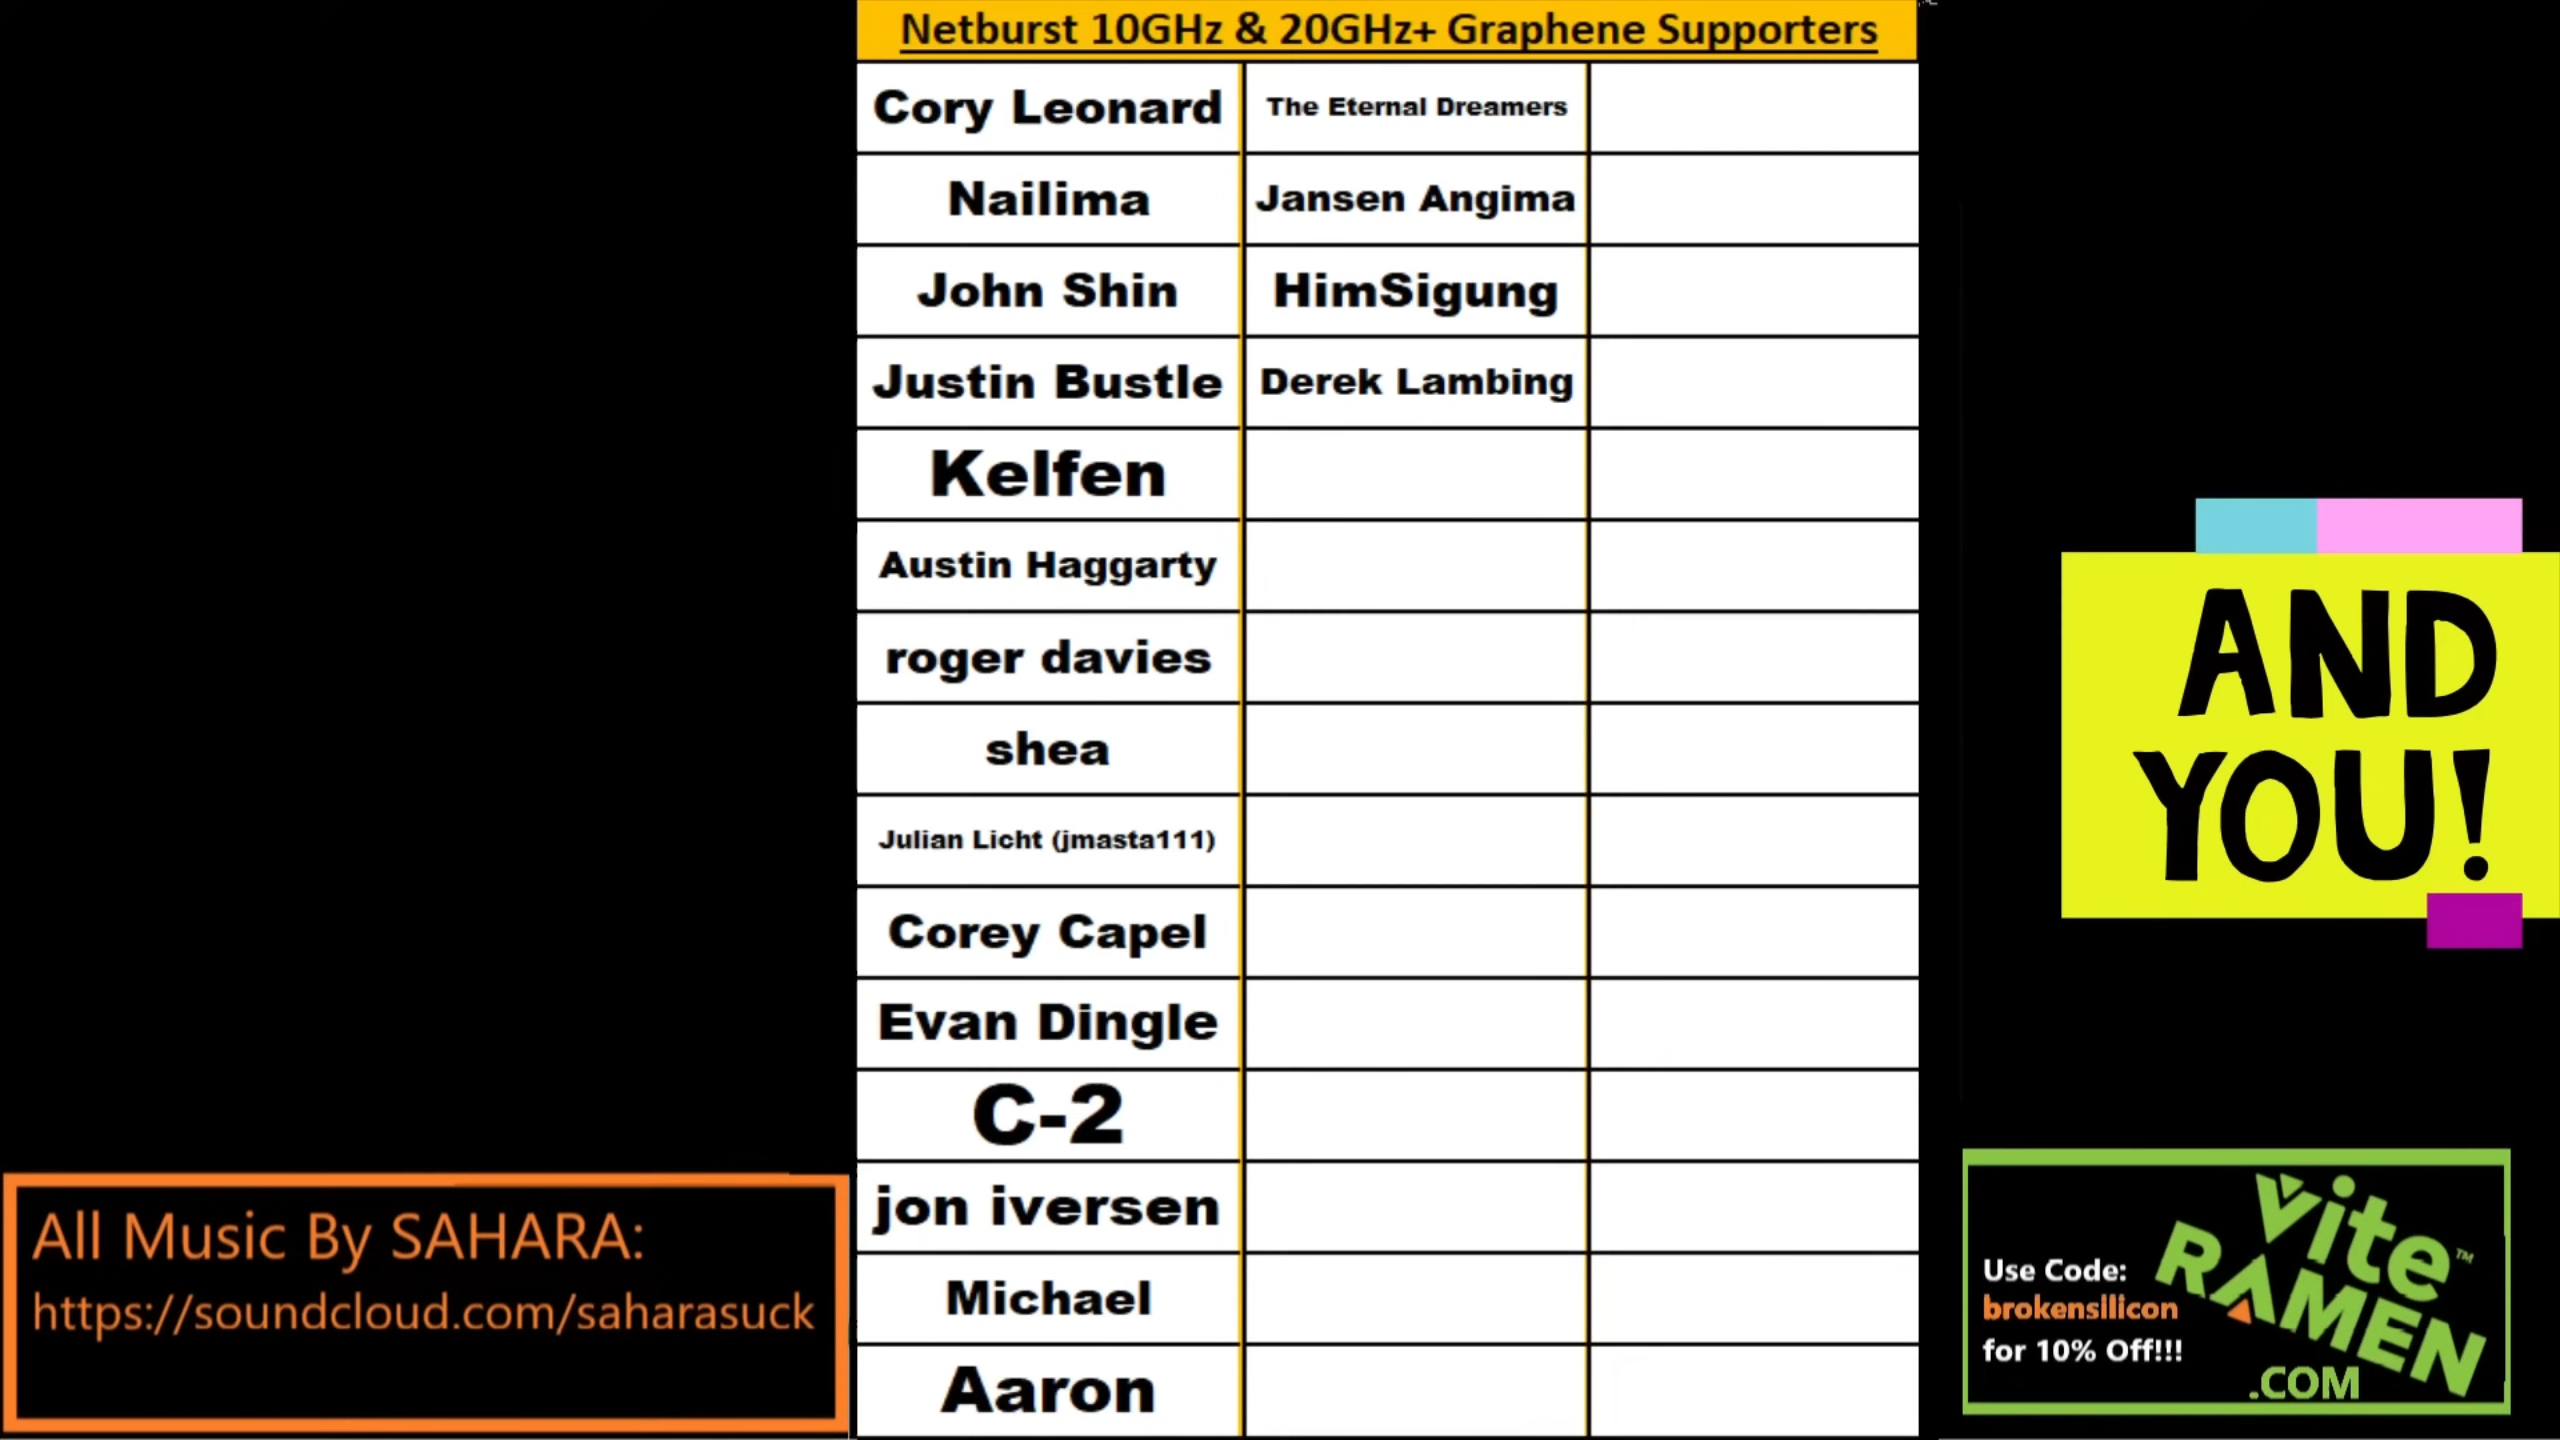 Netburst 10GHz & 20GHz+ Graphene Supporters
Cory Leonard
The Eternal Dreamers
Nailima
Jansen Angima
John Shin
HimSigung
Justin Bustle
Derek Lambing
Kelfen
Austin Haggarty
roger davies
shea
Julian Licht (jmasta111)
Corey Capel
Evan Dingle
C-2
jon iversen
Michael
Aaron
AND
YOU!
All Music By SAHARA:
https://soundcloud.com/saharasuck
Use Code:
brokensilicon
for 10% Off!!!
Vite™
RAMEN
.COM